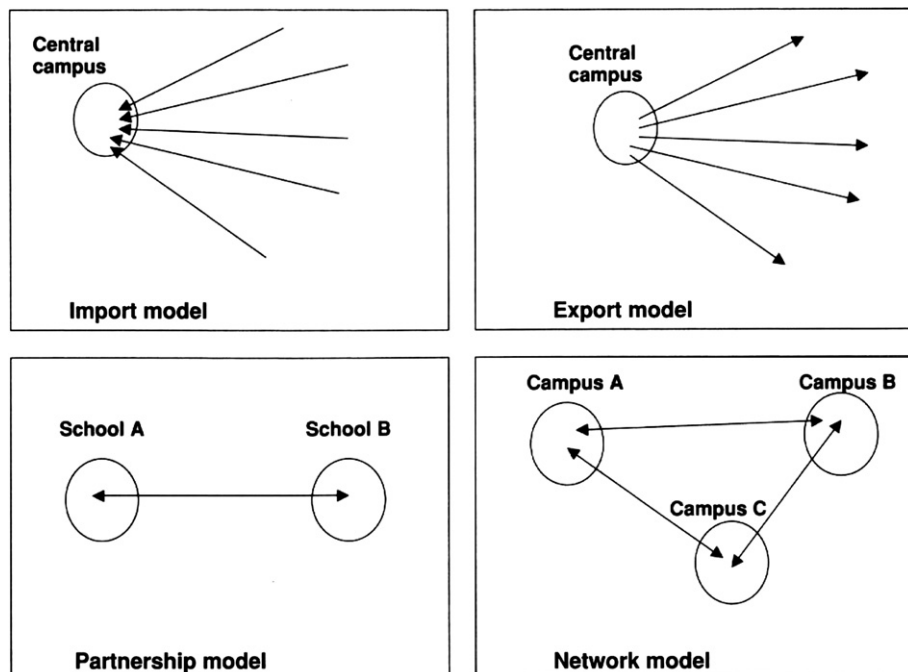 Central
campus
Import model
Central
campus
Export model
School A
School B
Partnership model
Campus A
Campus B
Campus C
Network model